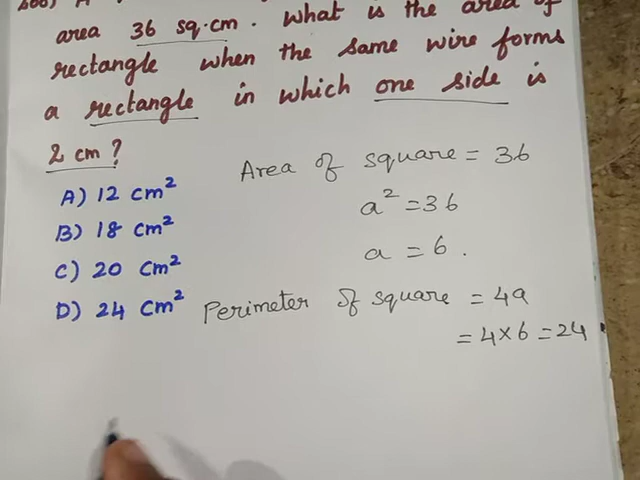 area 36 sq.cm. What is the area of
rectangle when the same wire forms
a rectangle in which one side is
2 cm?
Area of square = 36
A) 12 cm²
a² = 36
B) 18 cm²
a = 6.
C) 20 cm²
D) 24 cm²
Perimeter of square = 4a
= 4×6 = 24